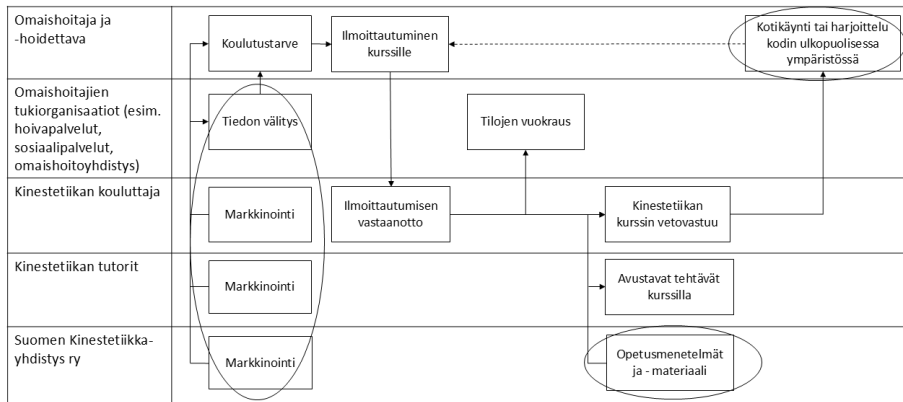 Omaishoitaja ja
-hoidettava
Koulutustarve
Ilmoittautuminen
kurssille
Kotikäynti tai harjoittelu
kodin ulkopuolisessa
ympäristössä
Omaishoitajien
tukiorganisaatiot (esim.
hoivapalvelut,
sosiaalipalvelut,
omaishoitoyhdistys)
Tiedon välitys
Tilojen vuokraus
Kinestetiikan kouluttaja
Markkinointi
Ilmoittautumisen
vastaanotto
Kinestetiikan
kurssin vetovastuu
Kinestetiikan tutorit
Markkinointi
Avustavat tehtävät
kurssilla
Suomen Kinestetiikka-
yhdistys ry
Markkinointi
Opetusmenetelmät
ja - materiaali